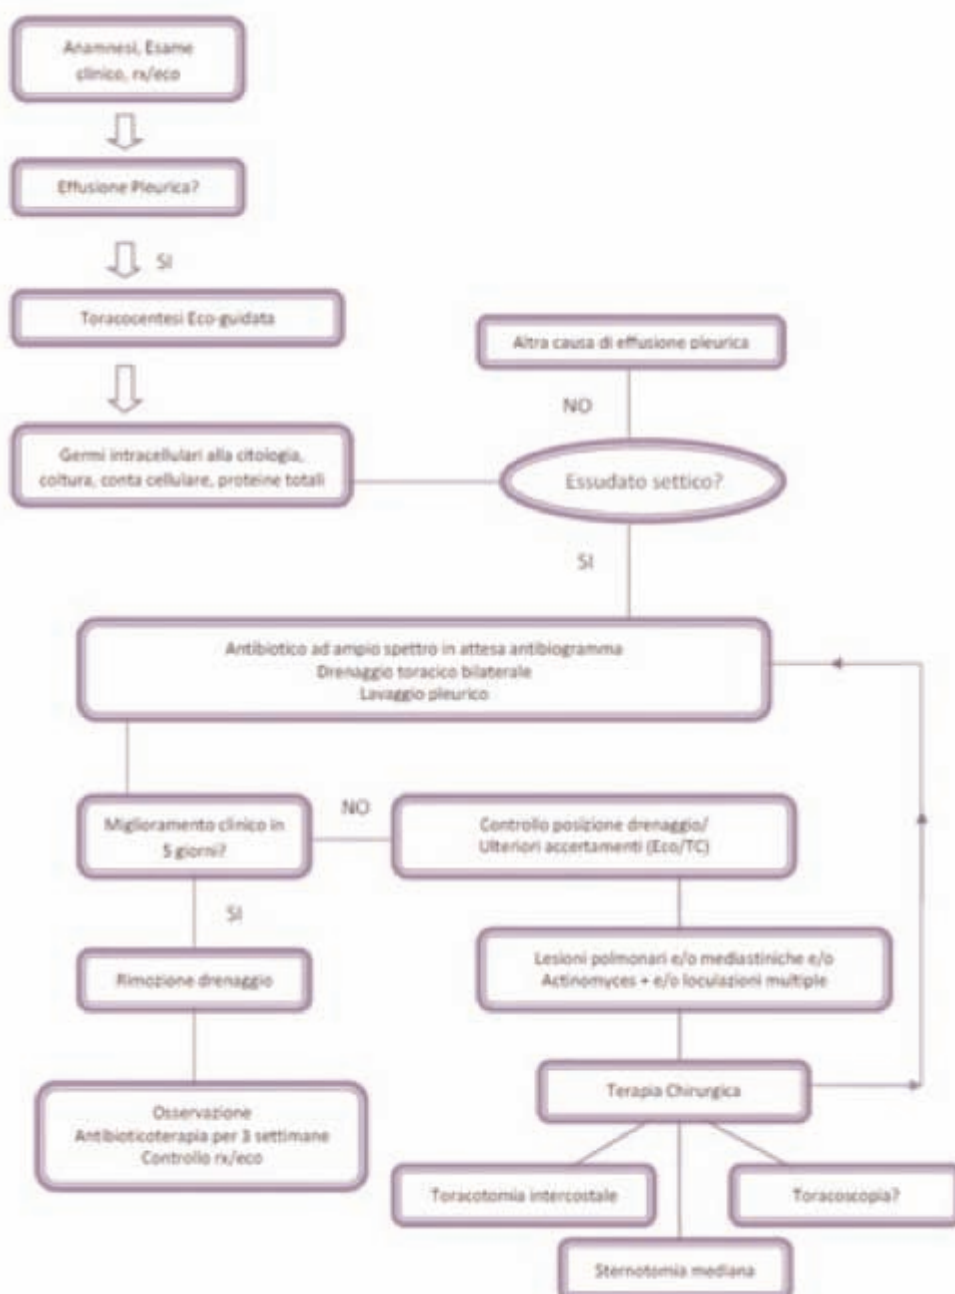 Anamnesi, Esame
clinico, rx/eco
Effusione Pleurica?
SI
Toracocentesi Eco-guidata
Altra causa di effusione pleurica
NO
Germi intracellulari alla citologia,
coltura, conta cellulare, proteine totali
Essudato settico?
SI
Antibiotico ad ampio spettro in attesa antibiogramma
Drenaggio toracico bilaterale
Lavaggio pleurico
Miglioramento clinico in
5 giorni?
NO
Controllo posizione drenaggio/
Ulteriori accertamenti (Eco/TC)
SI
Rimozione drenaggio
Lesioni polmonari e/o mediastiniche e/o
Actinomyces + e/o loculazioni multiple
Terapia Chirurgica
Osservazione
Antibioticoterapia per 3 settimane
Controllo rx/eco
Toracotomia intercostale
Toracoscopia?
Sternotomia mediana